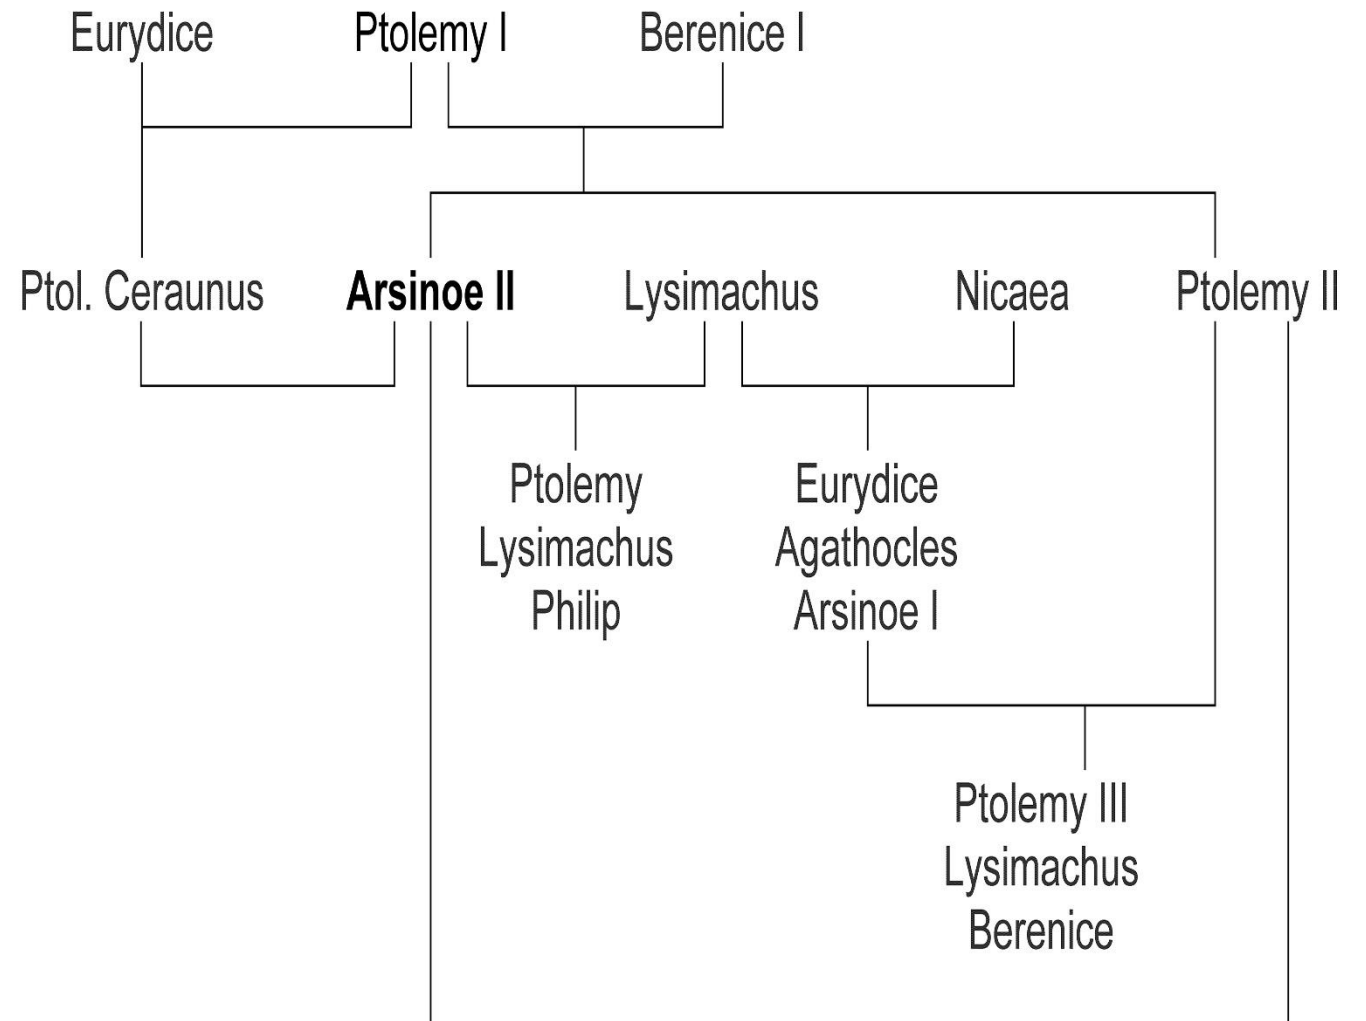 Eurydice Ptolemy I Berenice I
Ptol. Ceraunus Arsinoe II Lysimachus Nicaea Ptolemy II
Ptolemy Eurydice
Lysimachus Agathocles
Philip Arsinoe I
Ptolemy III
Lysimachus
Berenice